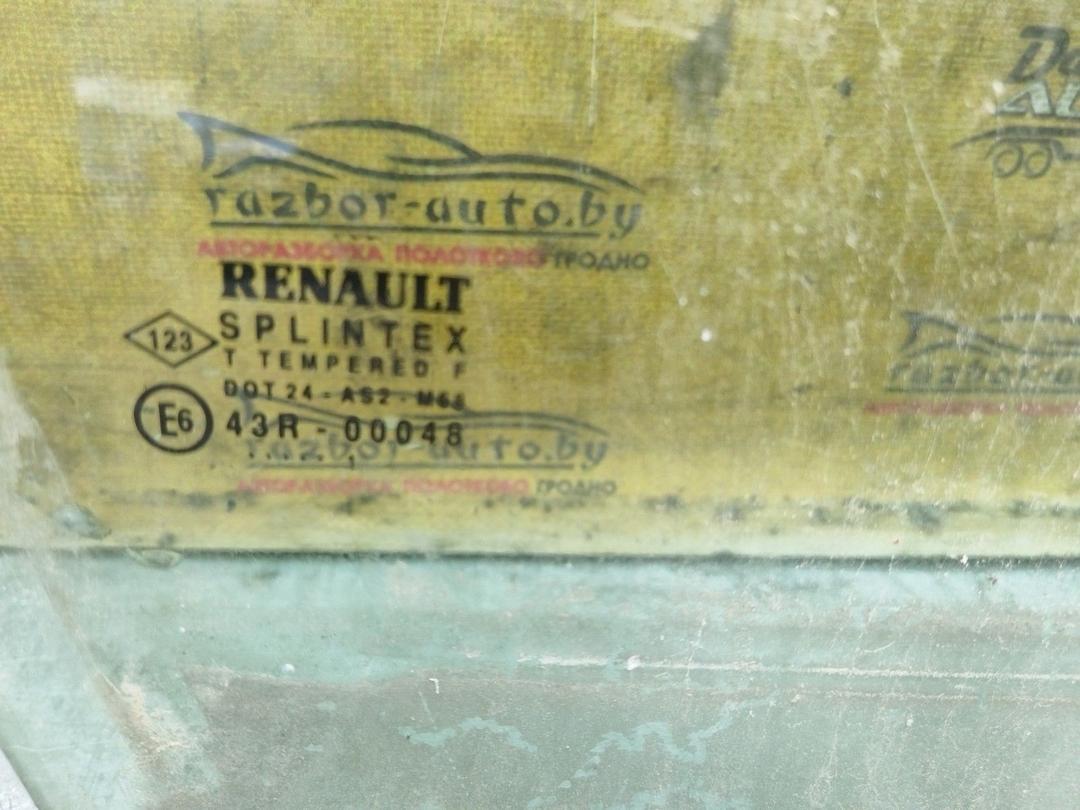 razbor-auto.by
АВТОРАЗБОРКА ПОЛОТКОВО ГРОДНО
RENAULT
123
SPLINTEX
T TEMPERED F
DOT 24 - AS2 - M66
E6
43R - 00048
razbor-auto.by
АВТОРАЗБОРКА ПОЛОТКОВО ГРОДНО